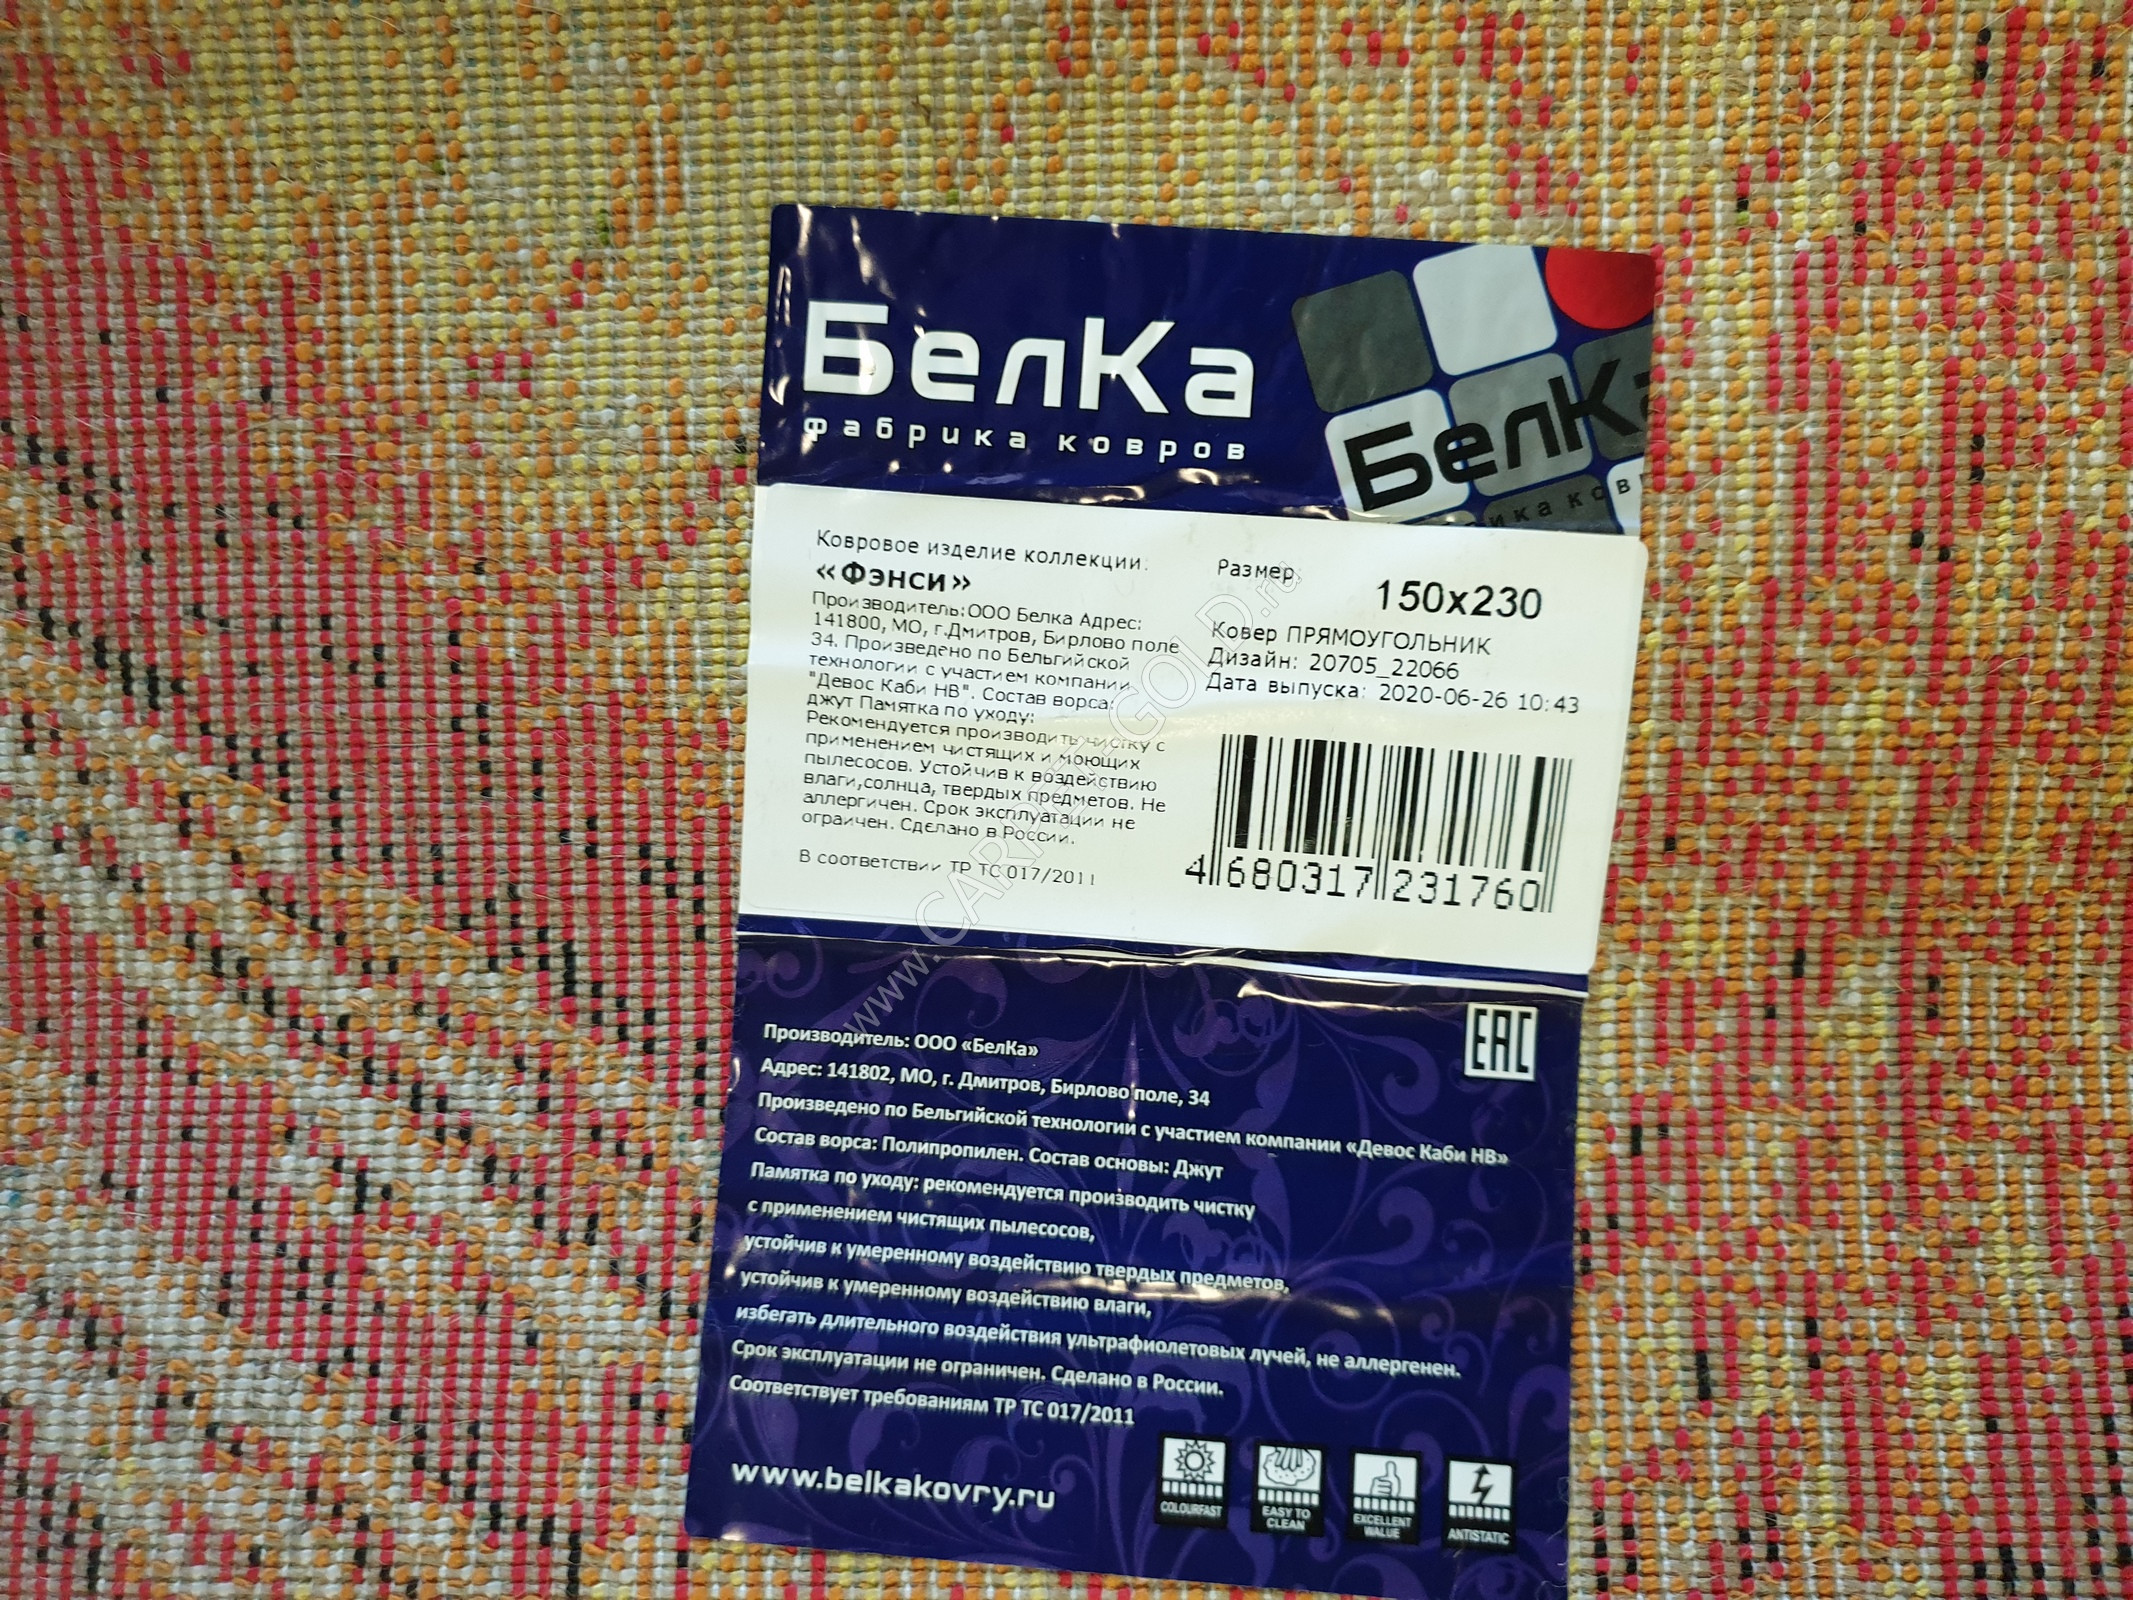 БелКа
фабрика ковров
БелКа
Ковровое изделие коллекции:
«Фэнси»
Производитель:ООО Белка Адрес:
141800, МО, г.Дмитров, Бирлово поле
34. Произведено по Бельгийской
технологии с участием компании
"Девос Каби НВ". Состав ворса:
джут Памятка по уходу:
Рекомендуется производить чистку с
применением чистящих и моющих
пылесосов. Устойчив к воздействию
влаги,солнца, твердых предметов. Не
аллергичен. Срок эксплуатации не
ограичен. Сделано в России.
В соответствии ТР ТС 017/2011
Размер:
150x230
Ковер ПРЯМОУГОЛЬНИК
Дизайн: 20705_22066
Дата выпуска: 2020-06-26 10:43
4 680317 231760
www.CARPET-GOLD.ru
EAC
Производитель: ООО «БелКа»
Адрес: 141802, МО, г. Дмитров, Бирлово поле, 34
Произведено по Бельгийской технологии с участием компании «Девос Каби НВ»
Состав ворса: Полипропилен. Состав основы: Джут
Памятка по уходу: рекомендуется производить чистку
с применением чистящих пылесосов,
устойчив к умеренному воздействию твердых предметов,
устойчив к умеренному воздействию влаги,
избегать длительного воздействия ультрафиолетовых лучей, не аллергенен.
Срок эксплуатации не ограничен. Сделано в России.
Соответствует требованиям ТР ТС 017/2011
www.belkakovry.ru
COLOURFAST
EASY TO
CLEAN
EXCELLENT
WALUE
ANTISTATIC